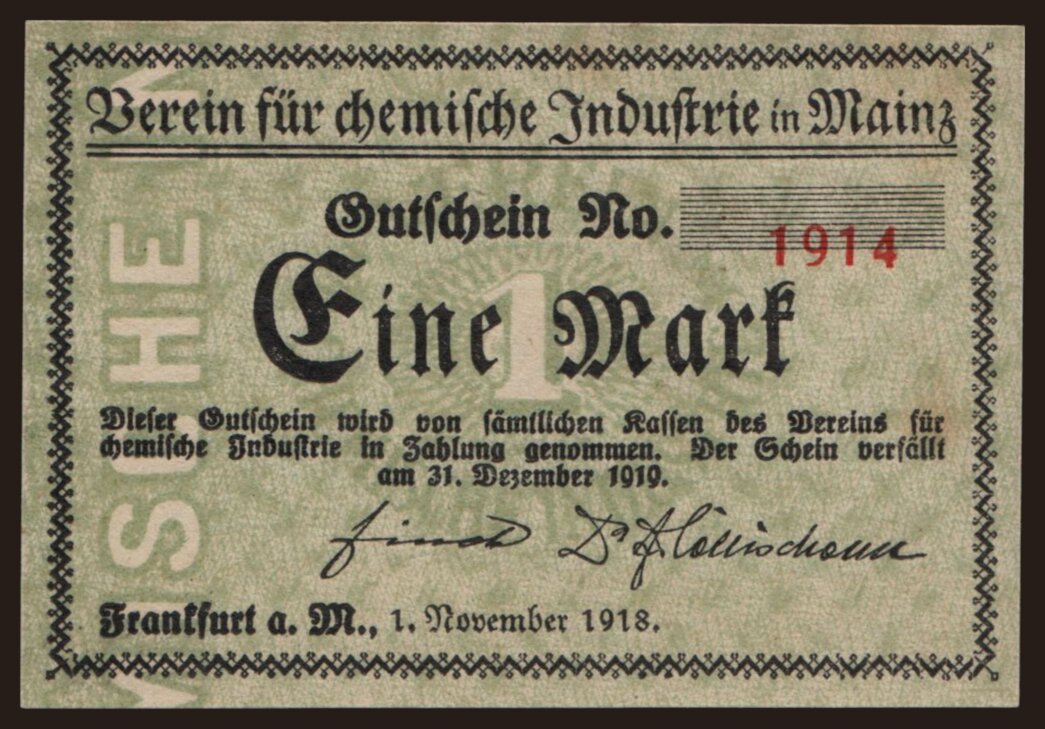 Verein für chemische Industrie in Mainz
Gutschein No. 1914
Eine 1 Mark
Dieser Gutschein wird von sämtlichen Kassen des Vereins für
chemische Industrie in Zahlung genommen. Der Schein verfällt
am 31. Dezember 1919.
Frankfurt a. M., 1. November 1918.